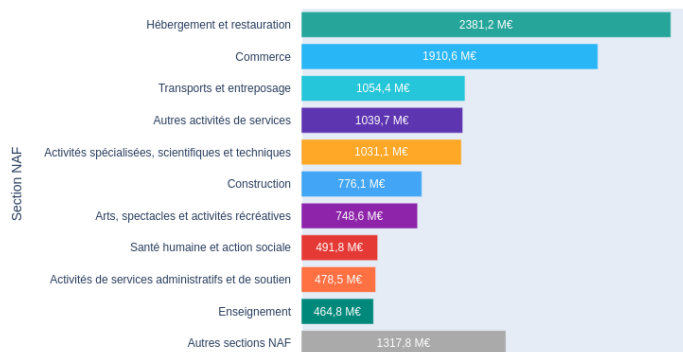 Section NAF
Hébergement et restauration 2381,2 M€
Commerce 1910,6 M€
Transports et entreposage 1054,4 M€
Autres activités de services 1039,7 M€
Activités spécialisées, scientifiques et techniques 1031,1 M€
Construction 776,1 M€
Arts, spectacles et activités récréatives 748,6 M€
Santé humaine et action sociale 491,8 M€
Activités de services administratifs et de soutien 478,5 M€
Enseignement 464,8 M€
Autres sections NAF 1317,8 M€